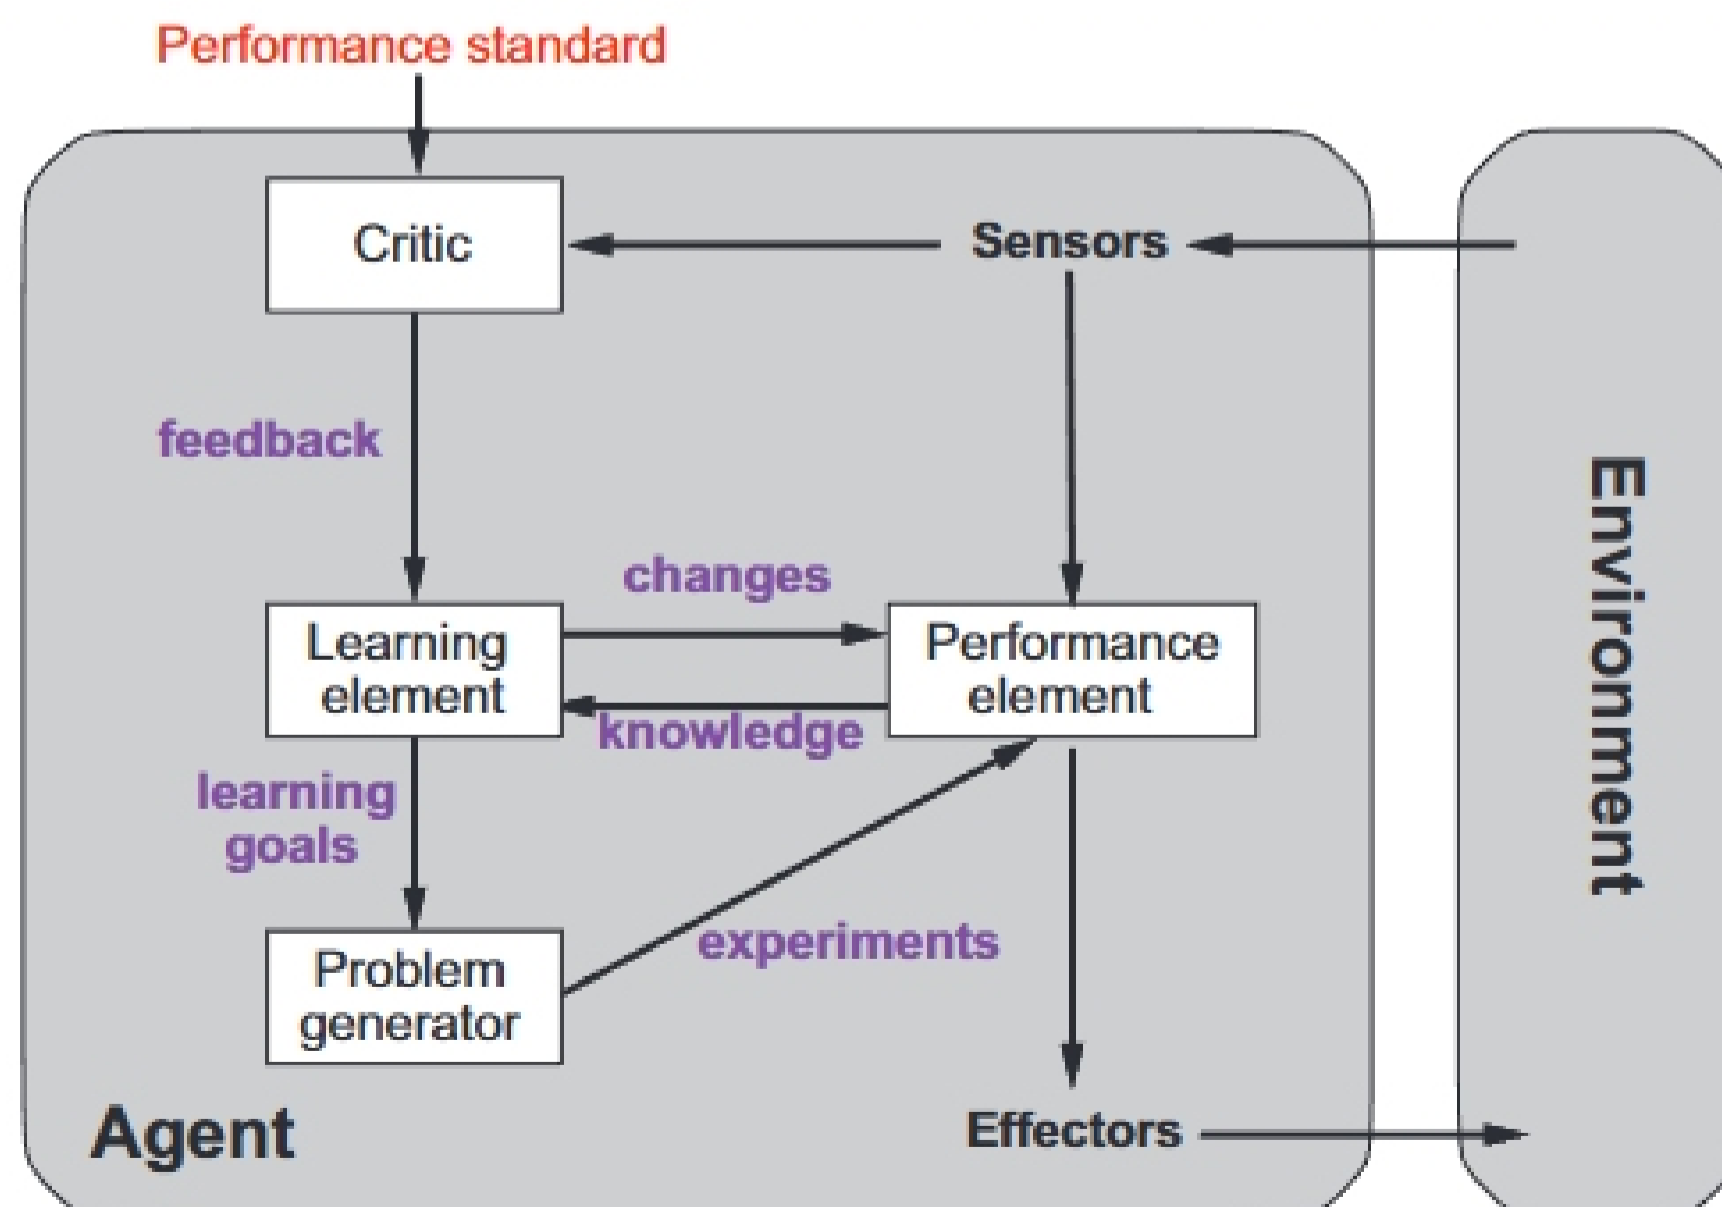 Performance standard
Critic
Sensors
feedback
changes
Learning
element
Performance
element
knowledge
learning
goals
experiments
Problem
generator
Agent
Effectors
Environment